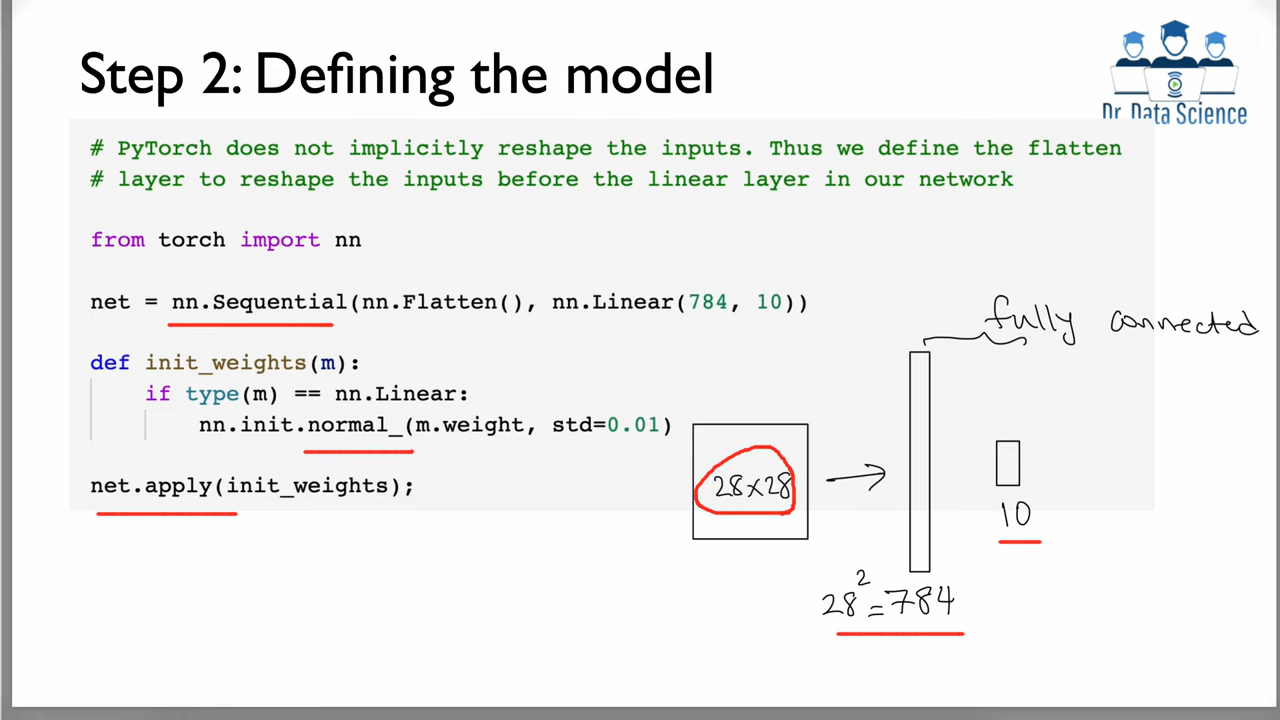 Step 2: Defining the model
Dr. Data Science
# PyTorch does not implicitly reshape the inputs. Thus we define the flatten
# layer to reshape the inputs before the linear layer in our network
from torch import nn
net = nn.Sequential(nn.Flatten(), nn.Linear(784, 10))
fully connected
def init_weights(m):
    if type(m) == nn.Linear:
        nn.init.normal_(m.weight, std=0.01)
net.apply(init_weights);
28×28
10
28² = 784